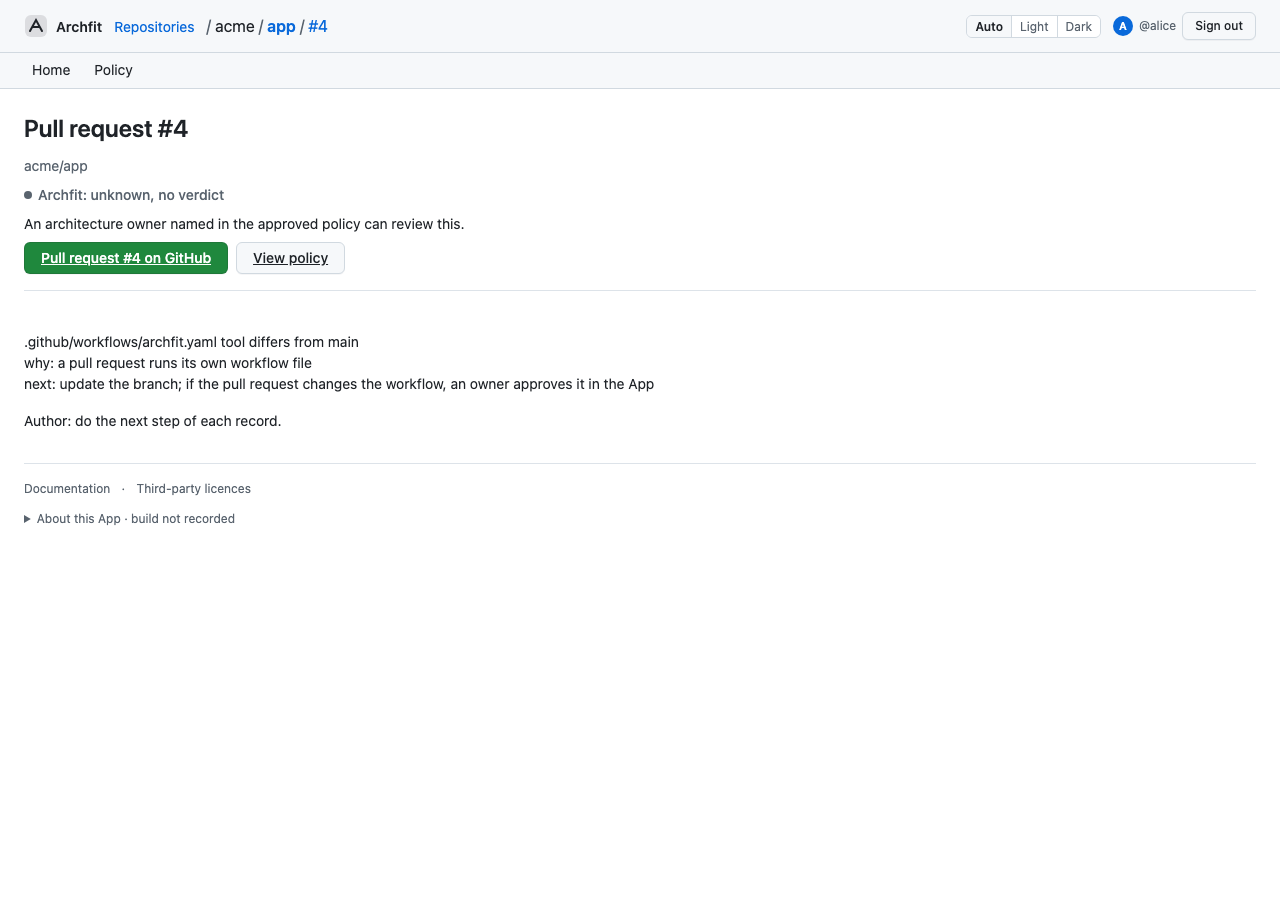 Archfit Repositories / acme / app / #4
Auto Light Dark A @alice Sign out
Home Policy
Pull request #4
acme/app
Archfit: unknown, no verdict
An architecture owner named in the approved policy can review this.
Pull request #4 on GitHub View policy
.github/workflows/archfit.yaml tool differs from main
why: a pull request runs its own workflow file
next: update the branch; if the pull request changes the workflow, an owner approves it in the App
Author: do the next step of each record.
Documentation · Third-party licences
About this App · build not recorded